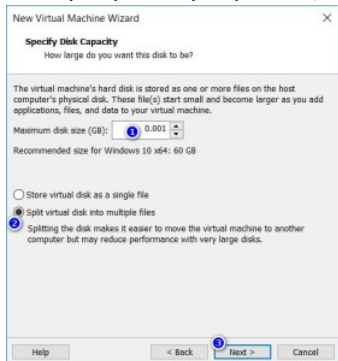 New Virtual Machine Wizard
Specify Disk Capacity
How large do you want this disk to be?
The virtual machine's hard disk is stored as one or more files on the host
computer's physical disk. These file(s) start small and become larger as you add
applications, files, and data to your virtual machine.
Maximum disk size (GB): 1 0.001
Recommended size for Windows 10 x64: 60 GB
Store virtual disk as a single file
Split virtual disk into multiple files
2
Splitting the disk makes it easier to move the virtual machine to another
computer but may reduce performance with very large disks.
3
Help < Back Next > Cancel